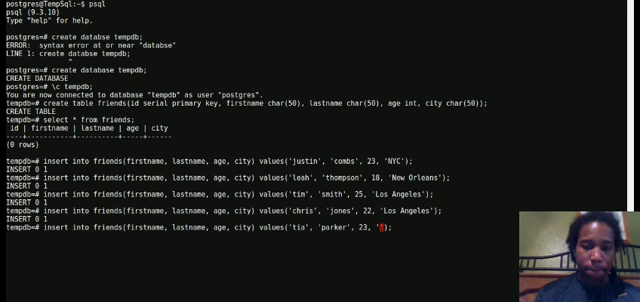 postgres@TempSql:~$ psql
psql (9.3.10)
Type "help" for help.
postgres=# create databse tempdb;
ERROR:  syntax error at or near "databse"
LINE 1: create databse tempdb;
^
postgres=# create database tempdb;
CREATE DATABASE
postgres=# \c tempdb;
You are now connected to database "tempdb" as user "postgres".
tempdb=# create table friends(id serial primary key, firstname char(50), lastname char(50), age int, city char(50));
CREATE TABLE
tempdb=# select * from friends;
 id | firstname | lastname | age | city
----+-----------+----------+-----+------
(0 rows)
tempdb=# insert into friends(firstname, lastname, age, city) values('justin', 'combs', 23, 'NYC');
INSERT 0 1
tempdb=# insert into friends(firstname, lastname, age, city) values('leah', 'thompson', 18, 'New Orleans');
INSERT 0 1
tempdb=# insert into friends(firstname, lastname, age, city) values('tim', 'smith', 25, 'Los Angeles');
INSERT 0 1
tempdb=# insert into friends(firstname, lastname, age, city) values('chris', 'jones', 22, 'Los Angeles');
INSERT 0 1
tempdb=# insert into friends(firstname, lastname, age, city) values('tia', 'parker', 23, '');